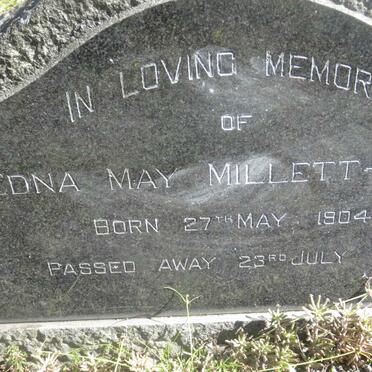 IN LOVING MEMOR
OF
EDNA MAY MILLETT-
BORN 27TH MAY 1904
PASSED AWAY 23RD JULY